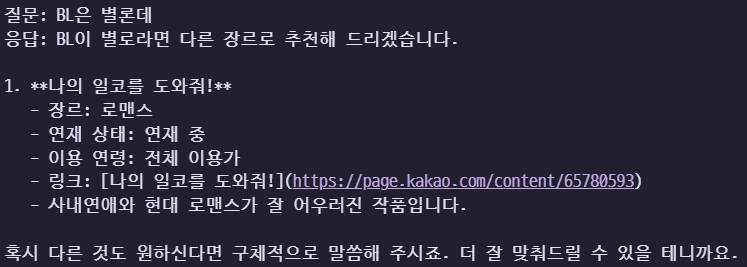 질문: BL은 별론데
응답: BL이 별로라면 다른 장르로 추천해 드리겠습니다.
1. **나의 일코를 도와줘!**
- 장르: 로맨스
- 연재 상태: 연재 중
- 이용 연령: 전체 이용가
- 링크: [나의 일코를 도와줘!](https://page.kakao.com/content/65780593)
- 사내연애와 현대 로맨스가 잘 어우러진 작품입니다.
혹시 다른 것도 원하신다면 구체적으로 말씀해 주시죠. 더 잘 맞춰드릴 수 있을 테니까요.